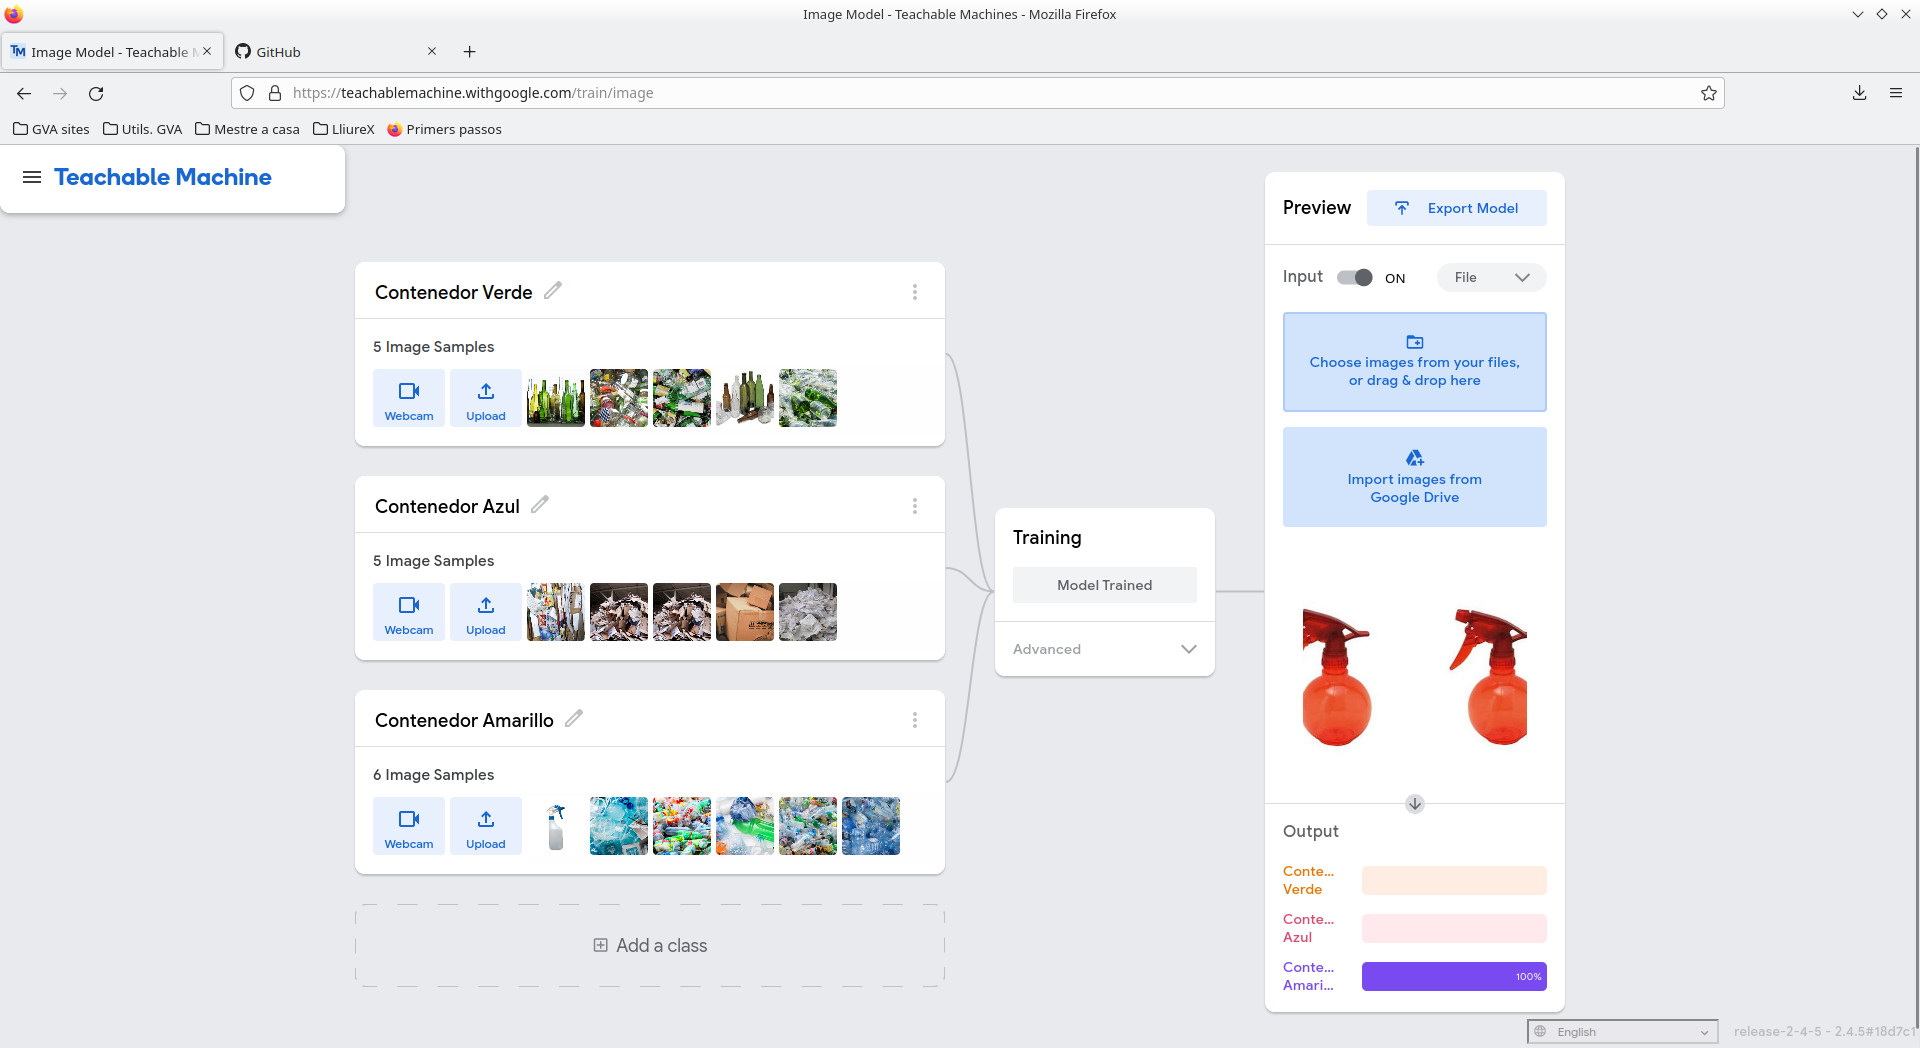 Image Model - Teachable Machines - Mozilla Firefox
TM Image Model - Teachable M
GitHub
https://teachablemachine.withgoogle.com/train/image
GVA sites
Utils. GVA
Mestre a casa
LliureX
Primers passos
Teachable Machine
Contenedor Verde
5 Image Samples
Webcam
Upload
Contenedor Azul
5 Image Samples
Webcam
Upload
Contenedor Amarillo
6 Image Samples
Webcam
Upload
Add a class
Training
Model Trained
Advanced
Preview
Export Model
Input
ON
File
Choose images from your files,
or drag & drop here
Import images from
Google Drive
Output
Conte...
Verde
Conte...
Azul
Conte...
Amari...
100%
English
release-2-4-5 - 2.4.5#18d7c1